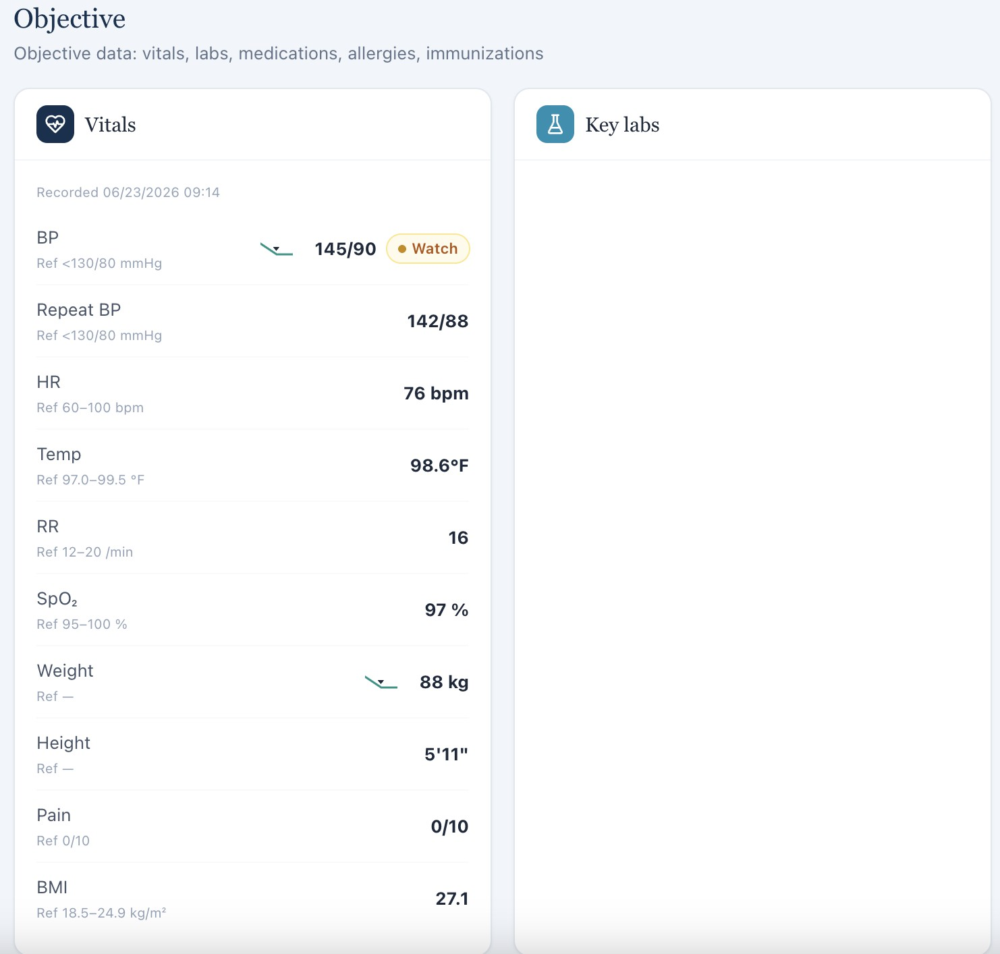 Objective
Objective data: vitals, labs, medications, allergies, immunizations
Vitals
Recorded 06/23/2026 09:14
BP
Ref <130/80 mmHg
145/90
Watch
Repeat BP
Ref <130/80 mmHg
142/88
HR
Ref 60–100 bpm
76 bpm
Temp
Ref 97.0–99.5 °F
98.6°F
RR
Ref 12–20 /min
16
SpO₂
Ref 95–100 %
97 %
Weight
Ref —
88 kg
Height
Ref —
5'11"
Pain
Ref 0/10
0/10
BMI
Ref 18.5–24.9 kg/m²
27.1
Key labs